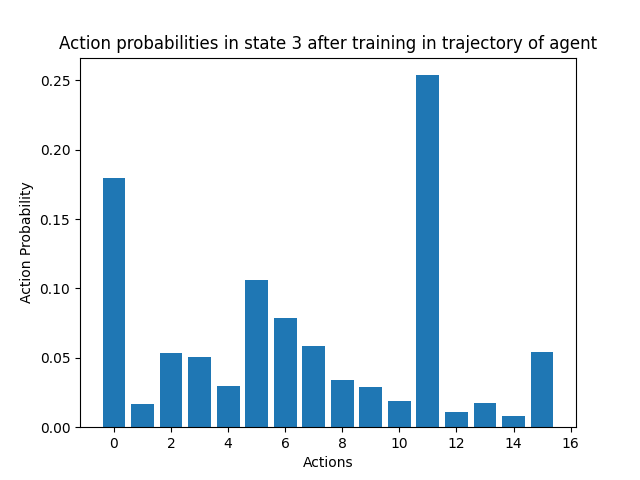 Action probabilities in state 3 after training in trajectory of agent
0.25
0.20
0.15
0.10
0.05
0.00
Action Probability
0 2 4 6 8 10 12 14 16
Actions